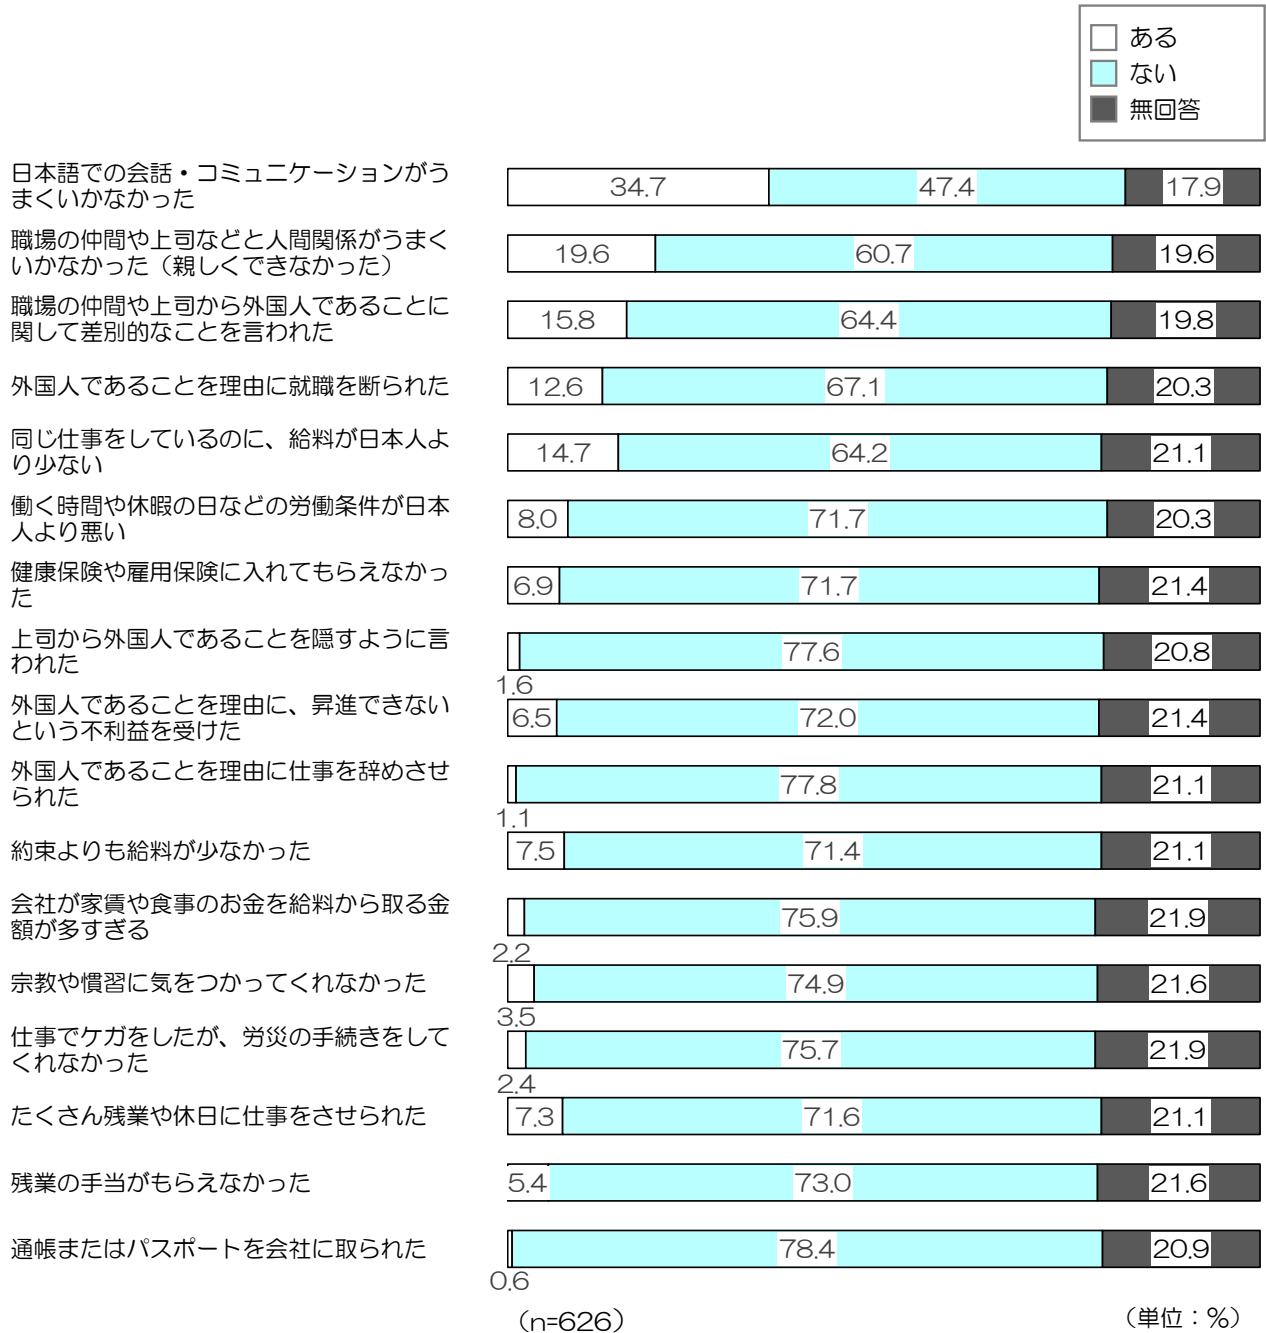 ある
ない
無回答
日本語での会話・コミュニケーションがう
まくいかなかった
34.7 47.4 17.9
職場の仲間や上司などと人間関係がうまく
いかなかった（親しくできなかった）
19.6 60.7 19.6
職場の仲間や上司から外国人であることに
関して差別的なことを言われた
15.8 64.4 19.8
外国人であることを理由に就職を断られた
12.6 67.1 20.3
同じ仕事をしているのに、給料が日本人よ
り少ない
14.7 64.2 21.1
働く時間や休暇の日などの労働条件が日本
人より悪い
8.0 71.7 20.3
健康保険や雇用保険に入れてもらえなかっ
た
6.9 71.7 21.4
上司から外国人であることを隠すように言
われた
1.6 77.6 20.8
外国人であることを理由に、昇進できない
という不利益を受けた
6.5 72.0 21.4
外国人であることを理由に仕事を辞めさせ
られた
1.1 77.8 21.1
約束よりも給料が少なかった
7.5 71.4 21.1
会社が家賃や食事のお金を給料から取る金
額が多すぎる
2.2 75.9 21.9
宗教や慣習に気をつかってくれなかった
3.5 74.9 21.6
仕事でケガをしたが、労災の手続きをして
くれなかった
2.4 75.7 21.9
たくさん残業や休日に仕事をさせられた
7.3 71.6 21.1
残業の手当がもらえなかった
5.4 73.0 21.6
通帳またはパスポートを会社に取られた
0.6 78.4 20.9
（n=626）
（単位：%）